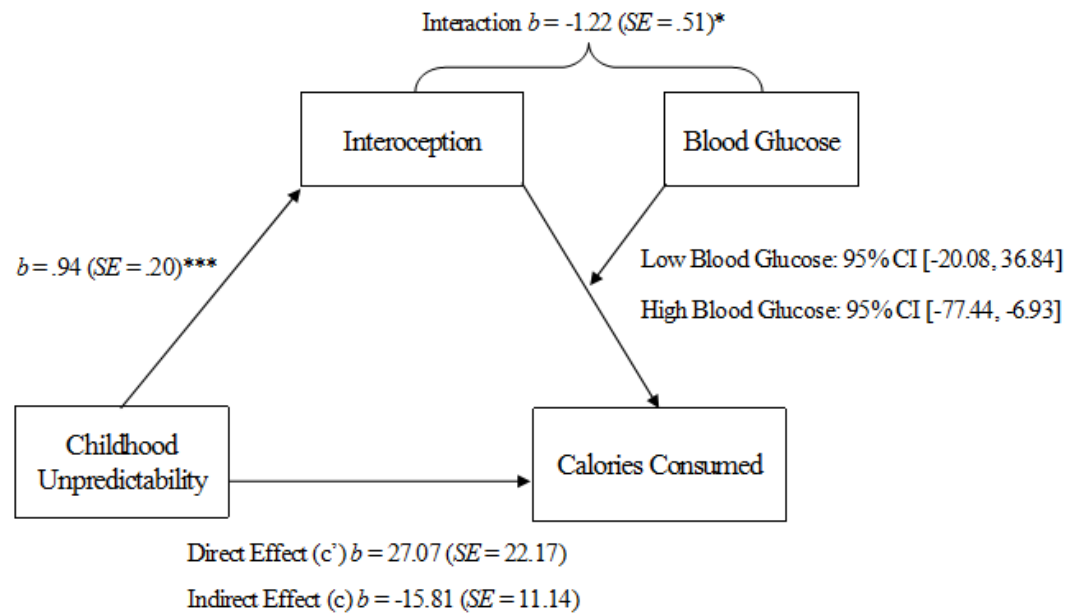 Interaction b = -1.22 (SE = .51)*
Interoception
Blood Glucose
b = .94 (SE = .20)***
Low Blood Glucose: 95% CI [-20.08, 36.84]
High Blood Glucose: 95% CI [-77.44, -6.93]
Childhood
Unpredictability
Calories Consumed
Direct Effect (c’) b = 27.07 (SE = 22.17)
Indirect Effect (c) b = -15.81 (SE = 11.14)